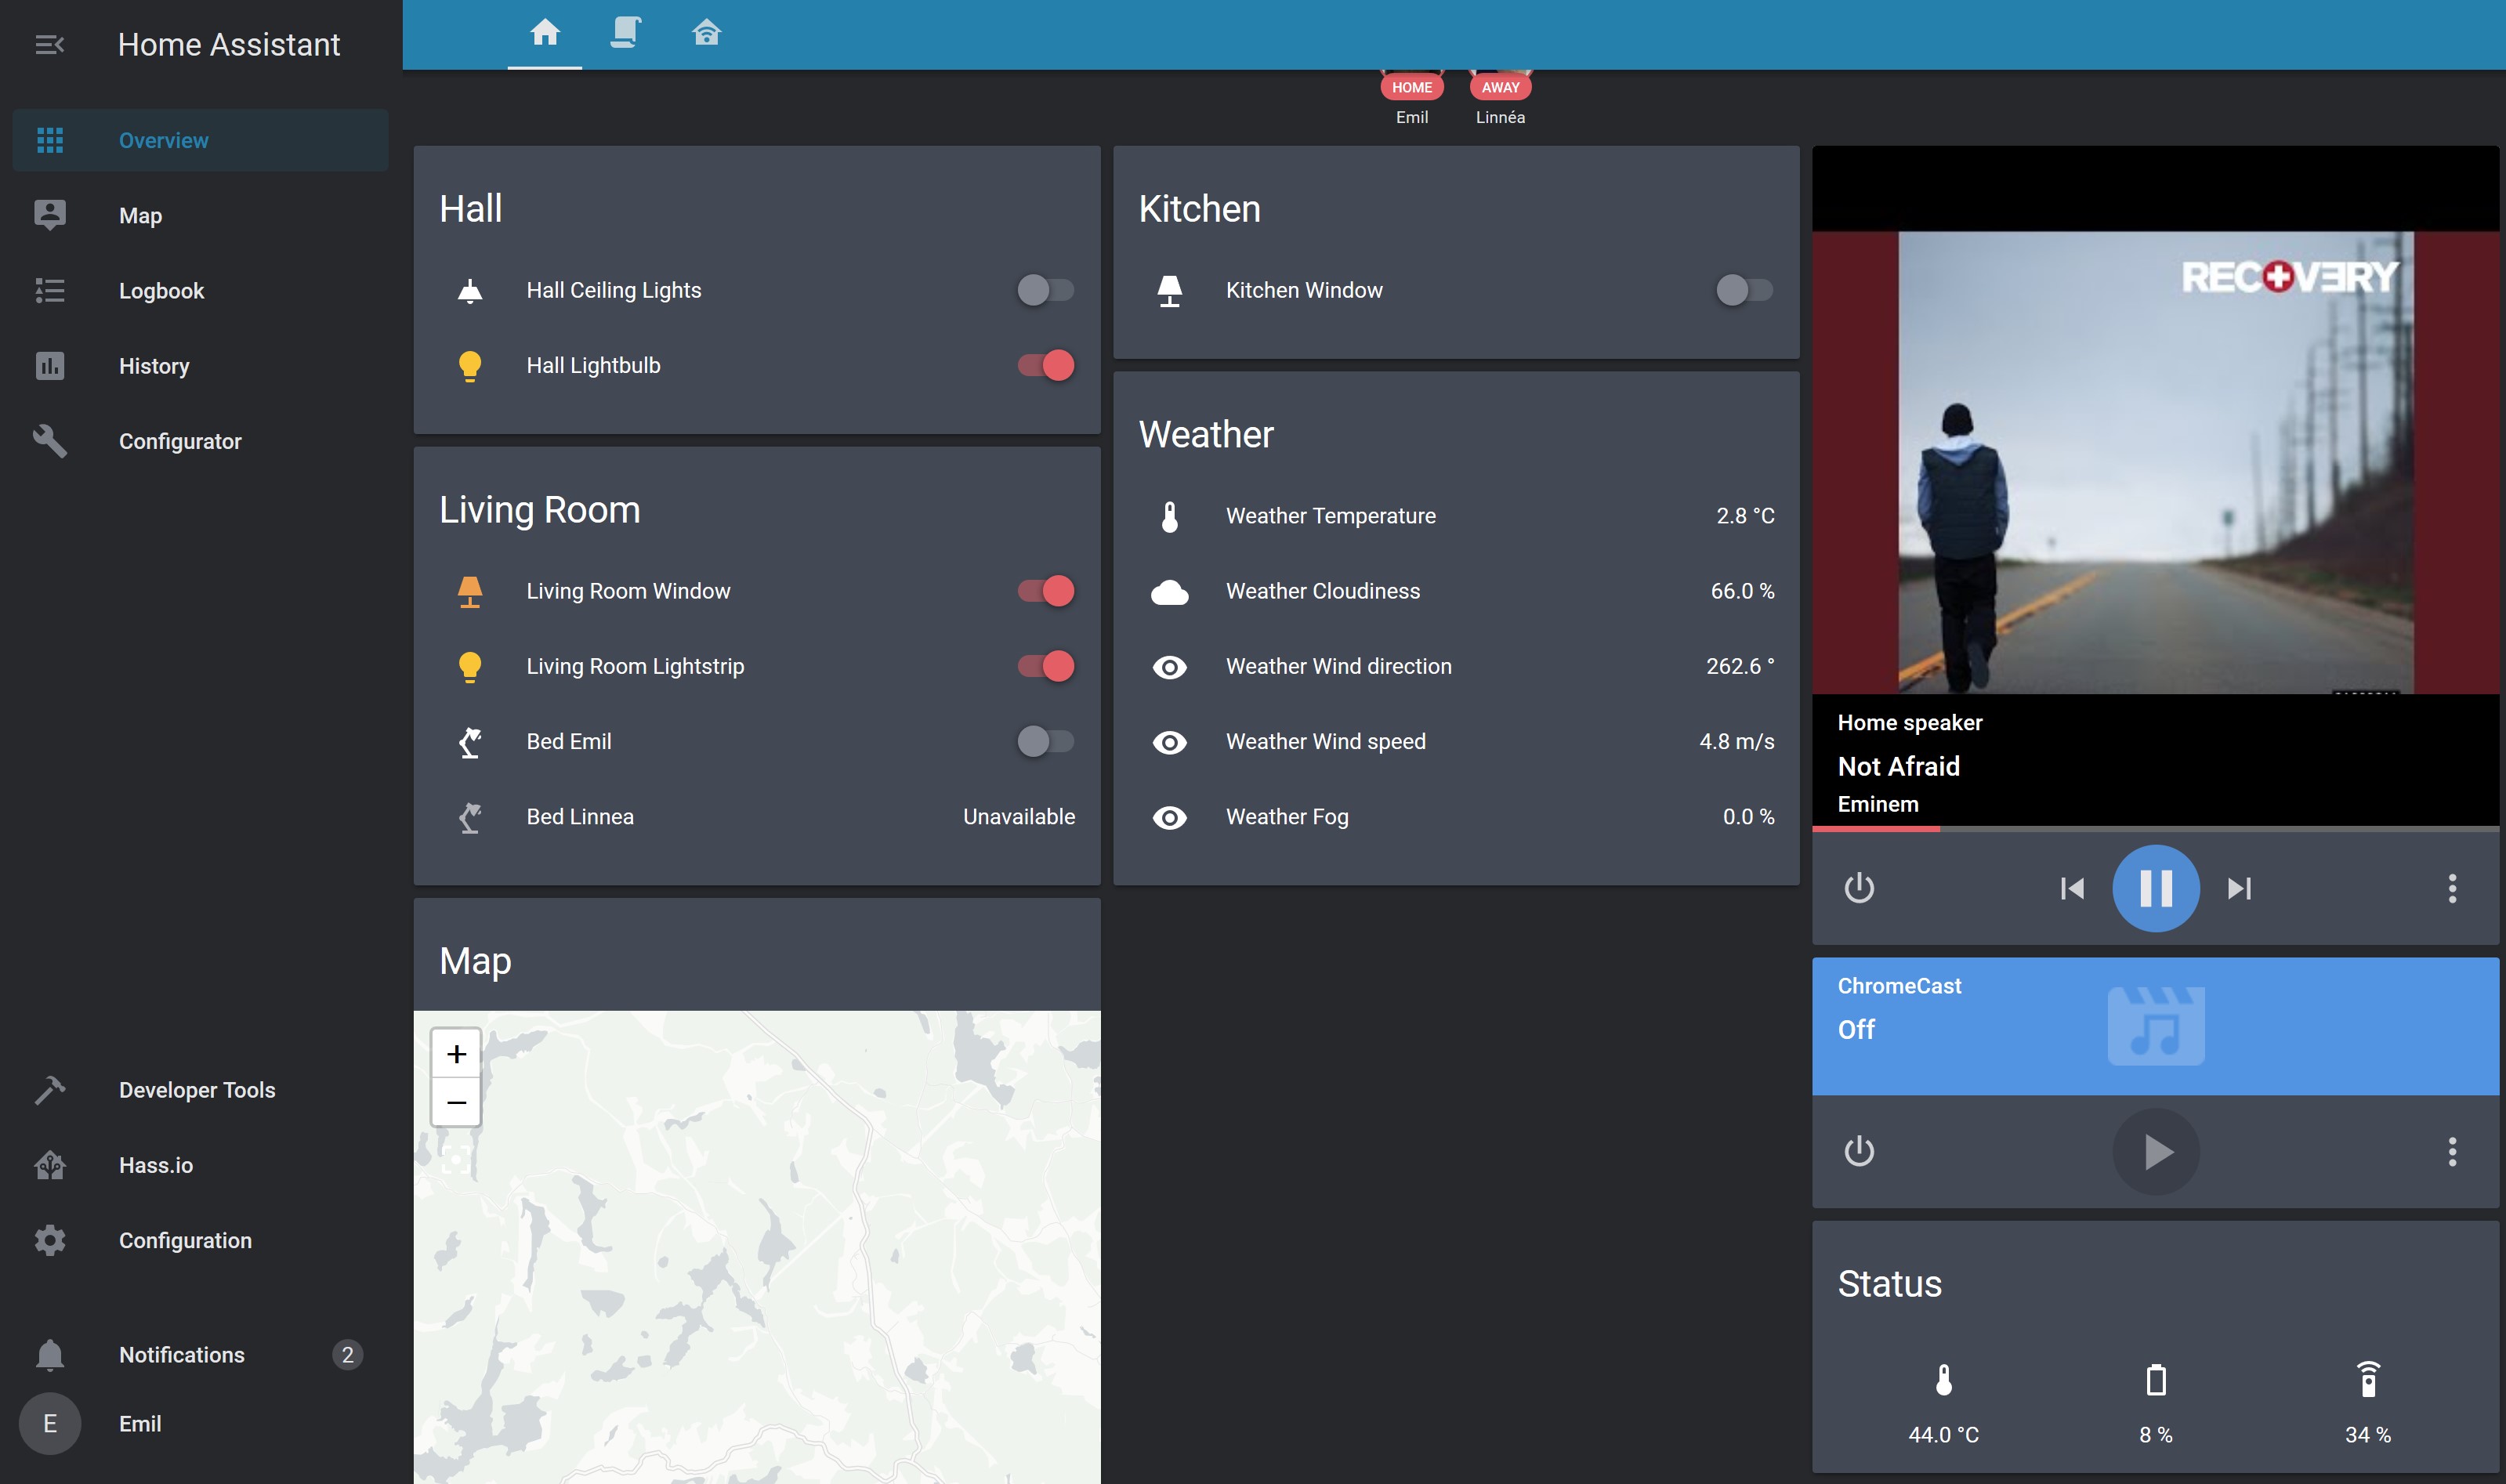 Home Assistant
Overview
Map
Logbook
History
Configurator
Developer Tools
Hass.io
Configuration
Notifications 2
E Emil
HOME AWAY
Emil Linnéa
Hall
Hall Ceiling Lights
Hall Lightbulb
Living Room
Living Room Window
Living Room Lightstrip
Bed Emil
Bed Linnea Unavailable
Map
+
−
Kitchen
Kitchen Window
Weather
Weather Temperature 2.8 °C
Weather Cloudiness 66.0 %
Weather Wind direction 262.6 °
Weather Wind speed 4.8 m/s
Weather Fog 0.0 %
RECOVERY
Home speaker
Not Afraid
Eminem
ChromeCast
Off
Status
44.0 °C 8 % 34 %